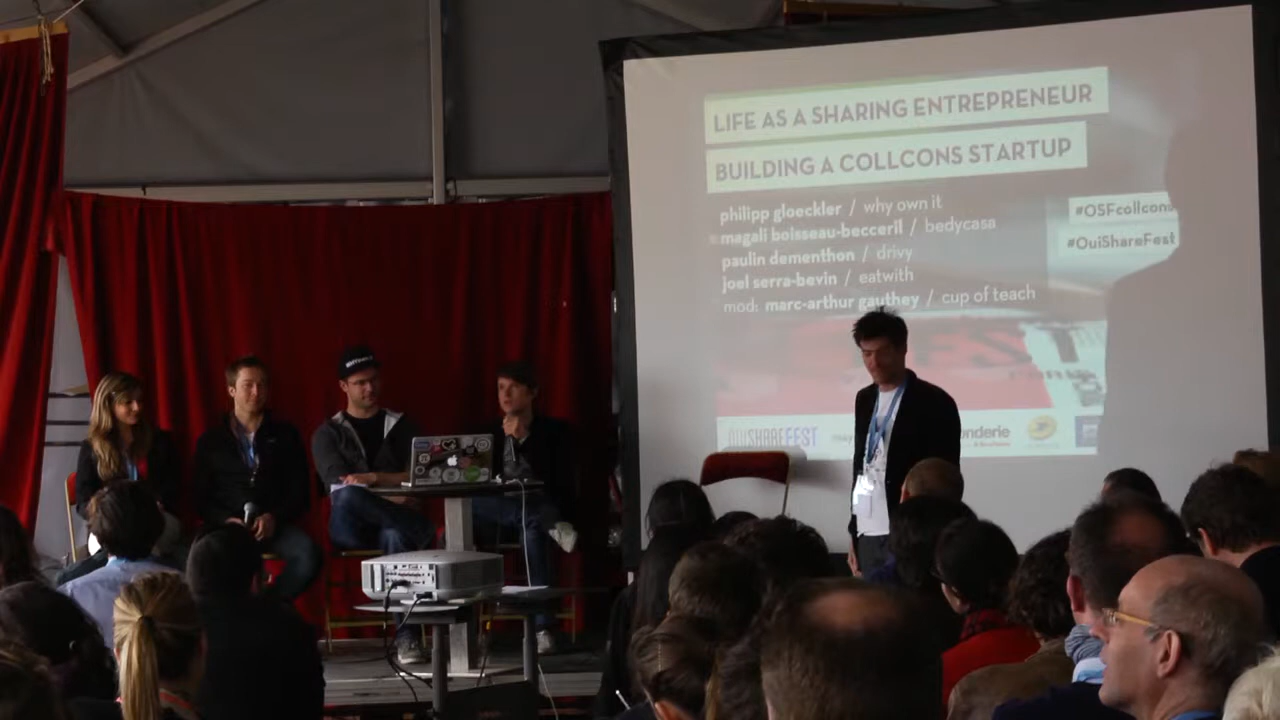 LIFE AS A SHARING ENTREPRENEUR
BUILDING A COLLCONS STARTUP
philipp gloeckler / why own it
magali boisseau-becceril / bedycasa
paulin dementhon / drivy
joel serra-bevin / eatwith
mod: marc-arthur gauthey / cup of teach
#OSFcollcons
#OuiShareFest
OUISHAREFEST